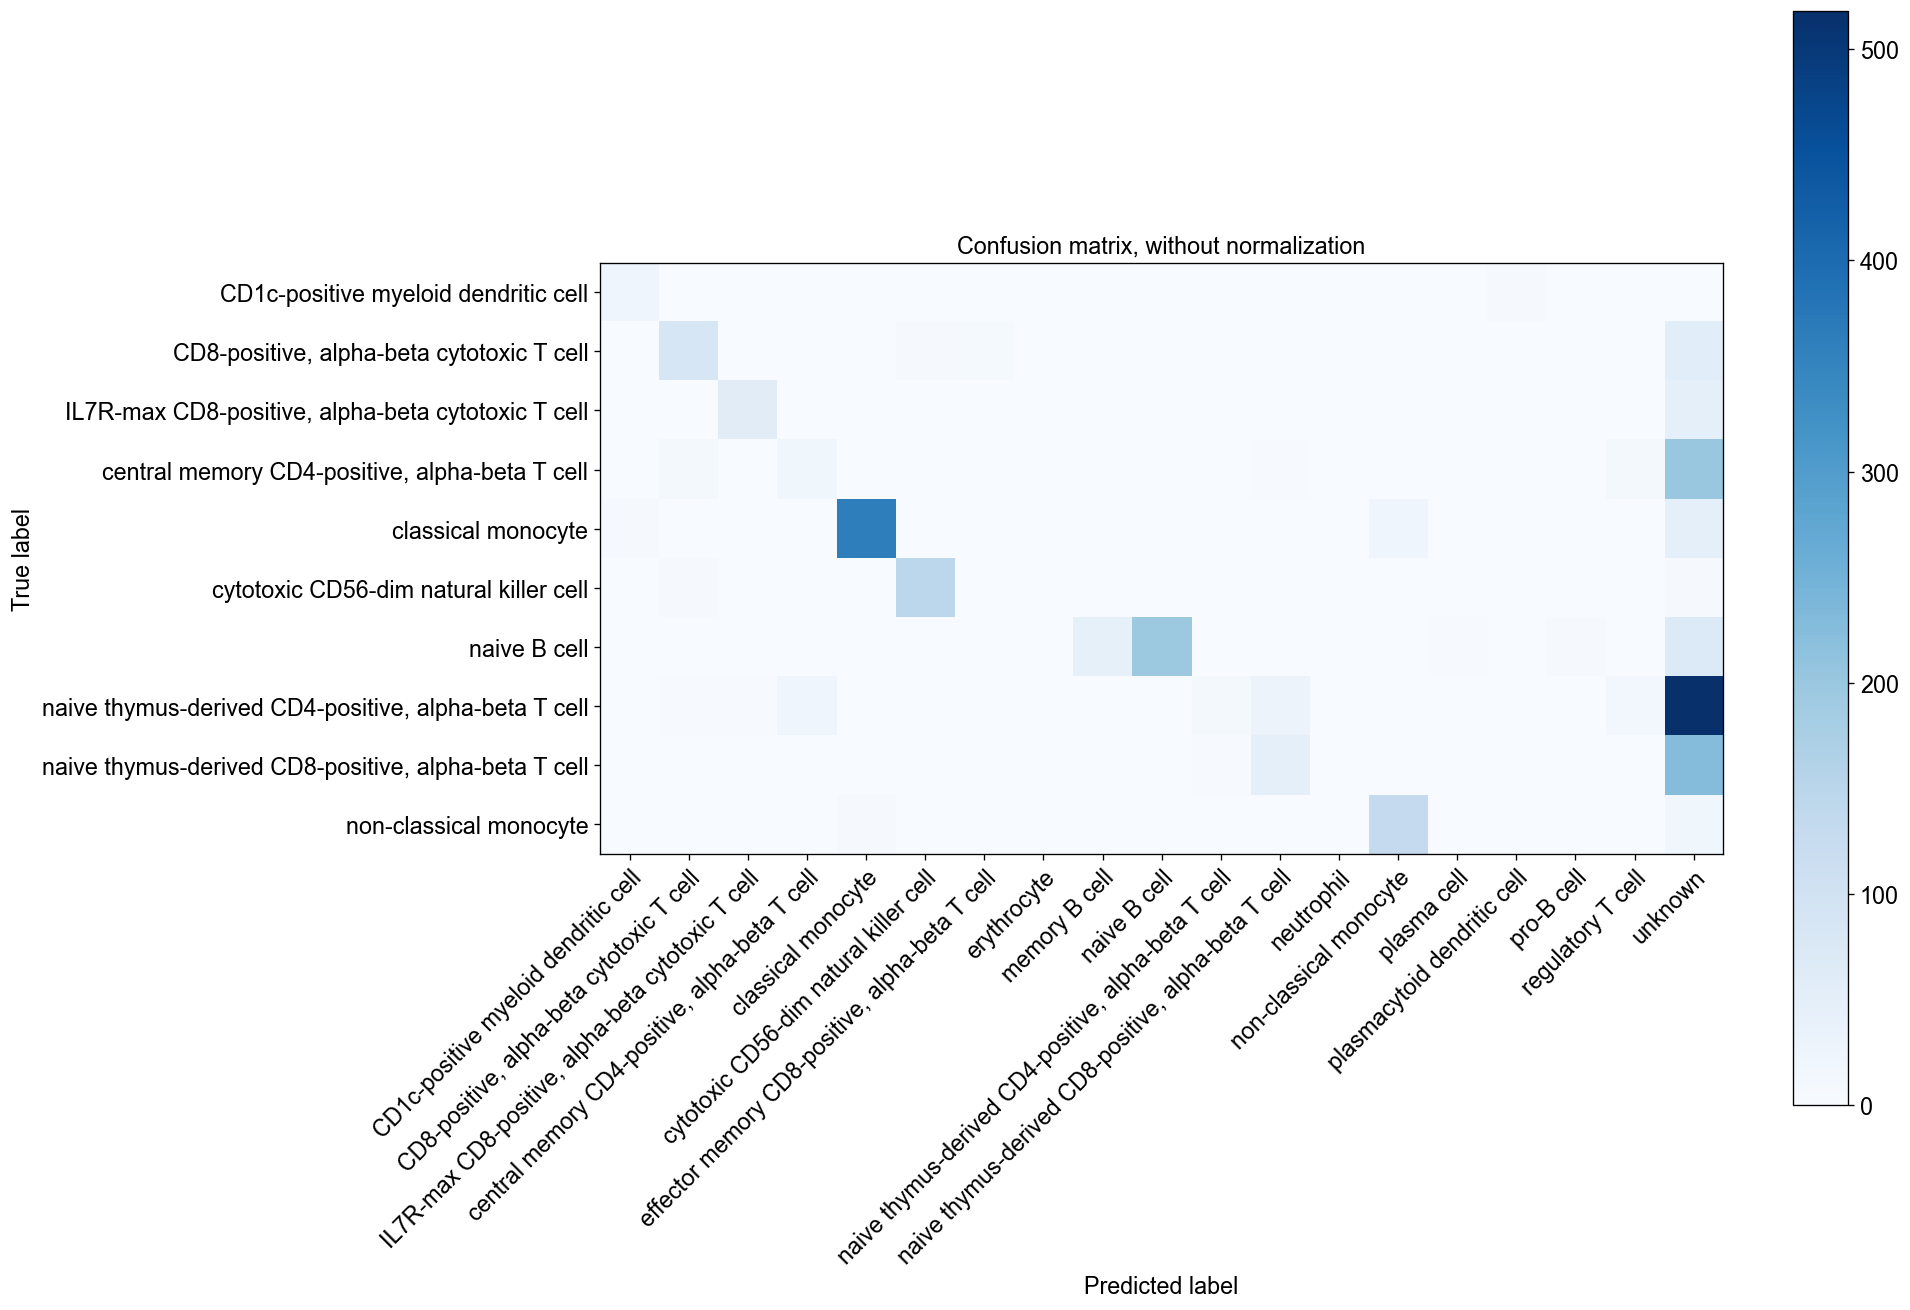 Confusion matrix, without normalization
True label
CD1c-positive myeloid dendritic cell
CD8-positive, alpha-beta cytotoxic T cell
IL7R-max CD8-positive, alpha-beta cytotoxic T cell
central memory CD4-positive, alpha-beta T cell
classical monocyte
cytotoxic CD56-dim natural killer cell
naive B cell
naive thymus-derived CD4-positive, alpha-beta T cell
naive thymus-derived CD8-positive, alpha-beta T cell
non-classical monocyte
CD1c-positive myeloid dendritic cell
CD8-positive, alpha-beta cytotoxic T cell
IL7R-max CD8-positive, alpha-beta cytotoxic T cell
central memory CD4-positive, alpha-beta T cell
classical monocyte
cytotoxic CD56-dim natural killer cell
effector memory CD8-positive, alpha-beta T cell
erythrocyte
memory B cell
naive B cell
naive thymus-derived CD4-positive, alpha-beta T cell
naive thymus-derived CD8-positive, alpha-beta T cell
neutrophil
non-classical monocyte
plasma cell
plasmacytoid dendritic cell
pro-B cell
regulatory T cell
unknown
Predicted label
500
400
300
200
100
0